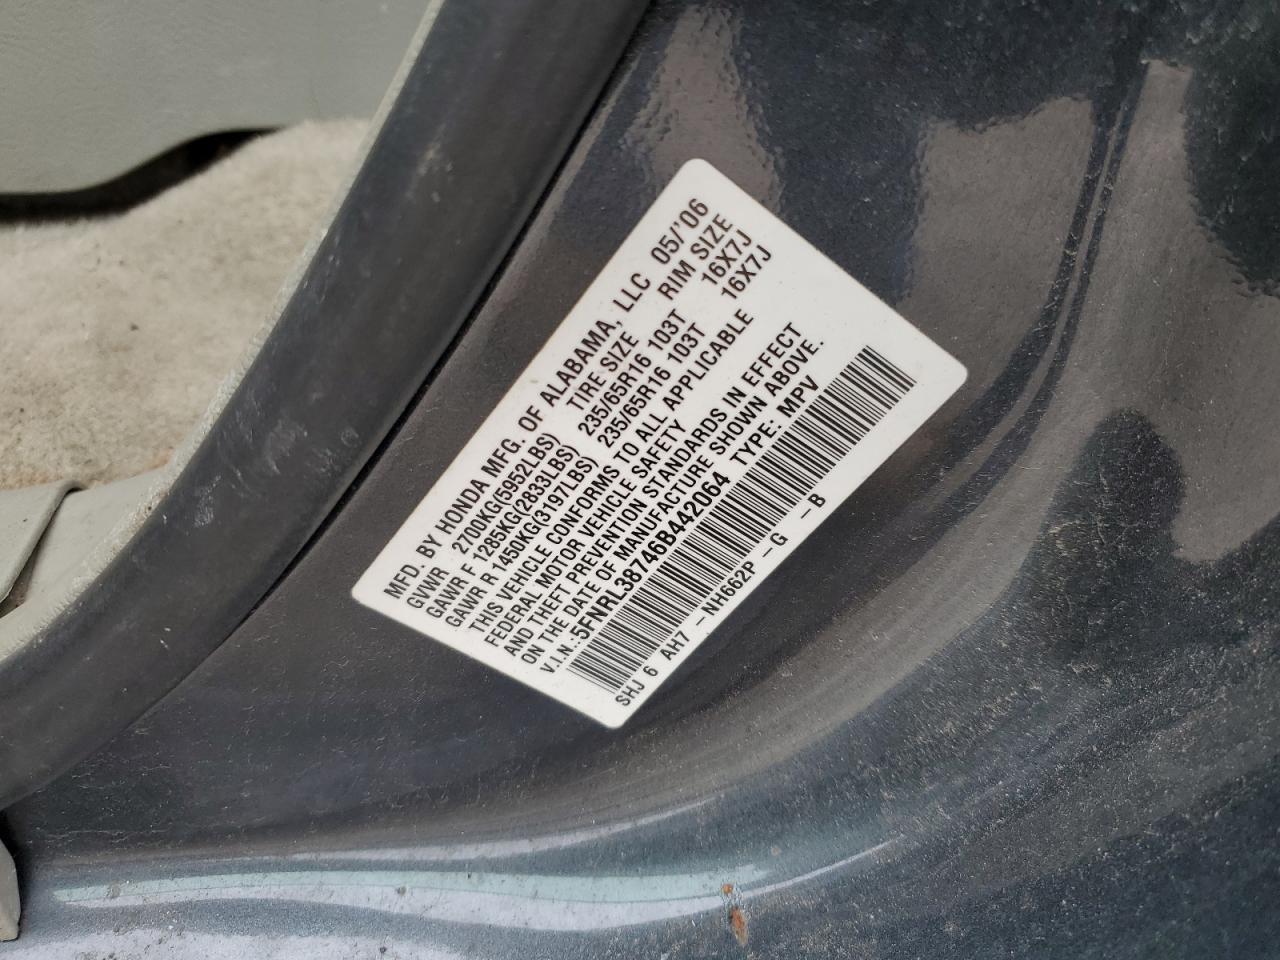 MFD. BY HONDA MFG. OF ALABAMA, LLC 05/'06
GVWR 2700KG(5952LBS) TIRE SIZE RIM SIZE
GAWR F 1285KG(2833LBS) 235/65R16 103T 16X7J
GAWR R 1450KG(3197LBS) 235/65R16 103T 16X7J
THIS VEHICLE CONFORMS TO ALL APPLICABLE
FEDERAL MOTOR VEHICLE SAFETY
AND THEFT PREVENTION STANDARDS IN EFFECT
ON THE DATE OF MANUFACTURE SHOWN ABOVE.
V.I.N.:5FNRL38746B442064 TYPE: MPV
SHJ 6 AH7 -NH662P -G -B